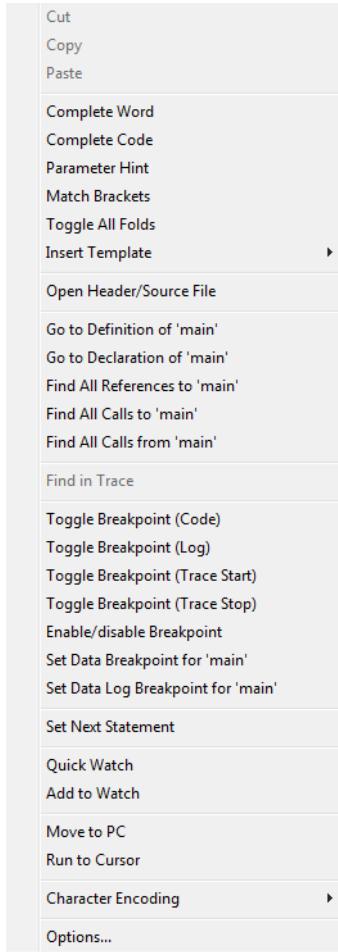 Cut
Copy
Paste
Complete Word
Complete Code
Parameter Hint
Match Brackets
Toggle All Folds
Insert Template
Open Header/Source File
Go to Definition of 'main'
Go to Declaration of 'main'
Find All References to 'main'
Find All Calls to 'main'
Find All Calls from 'main'
Find in Trace
Toggle Breakpoint (Code)
Toggle Breakpoint (Log)
Toggle Breakpoint (Trace Start)
Toggle Breakpoint (Trace Stop)
Enable/disable Breakpoint
Set Data Breakpoint for 'main'
Set Data Log Breakpoint for 'main'
Set Next Statement
Quick Watch
Add to Watch
Move to PC
Run to Cursor
Character Encoding
Options...